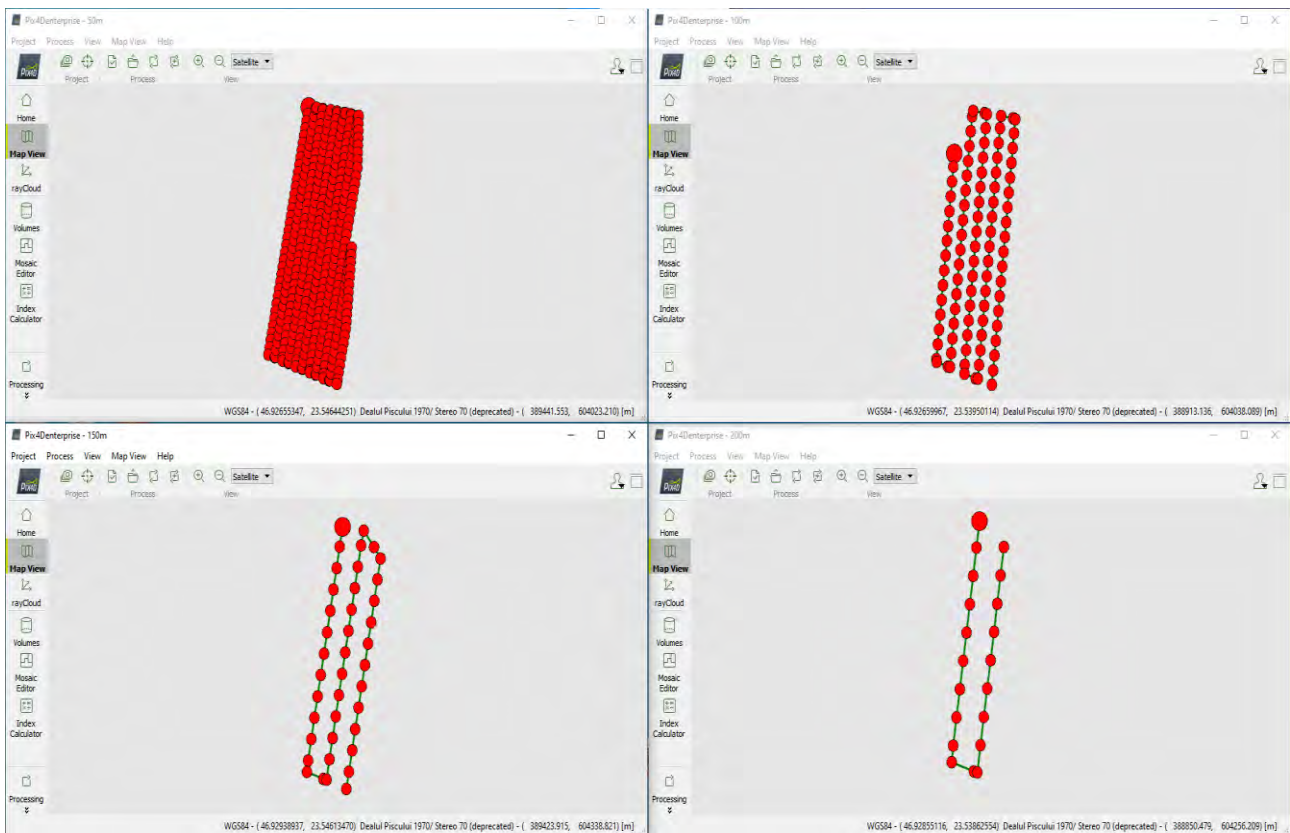 Pix4Denterprise - 50m
Project Process View Map View Help
Satellite
Project Process View
Home
Map View
rayCloud
Volumes
Mosaic
Editor
Index
Calculator
Processing
WGS84 - ( 46.92655347, 23.54644251) Dealul Piscului 1970/ Stereo 70 (deprecated) - ( 389441.553, 604023.210) [m]
Pix4Denterprise - 100m
Project Process View Map View Help
Satellite
Project Process View
Home
Map View
rayCloud
Volumes
Mosaic
Editor
Index
Calculator
Processing
WGS84 - ( 46.92659967, 23.53950114) Dealul Piscului 1970/ Stereo 70 (deprecated) - ( 388913.136, 604038.089) [m]
Pix4Denterprise - 150m
Project Process View Map View Help
Satellite
Project Process View
Home
Map View
rayCloud
Volumes
Mosaic
Editor
Index
Calculator
Processing
WGS84 - ( 46.92938937, 23.54613470) Dealul Piscului 1970/ Stereo 70 (deprecated) - ( 389423.915, 604338.821) [m]
Pix4Denterprise - 200m
Project Process View Map View Help
Satellite
Project Process View
Home
Map View
rayCloud
Volumes
Mosaic
Editor
Index
Calculator
Processing
WGS84 - ( 46.92855116, 23.53862554) Dealul Piscului 1970/ Stereo 70 (deprecated) - ( 388850.479, 604256.209) [m]